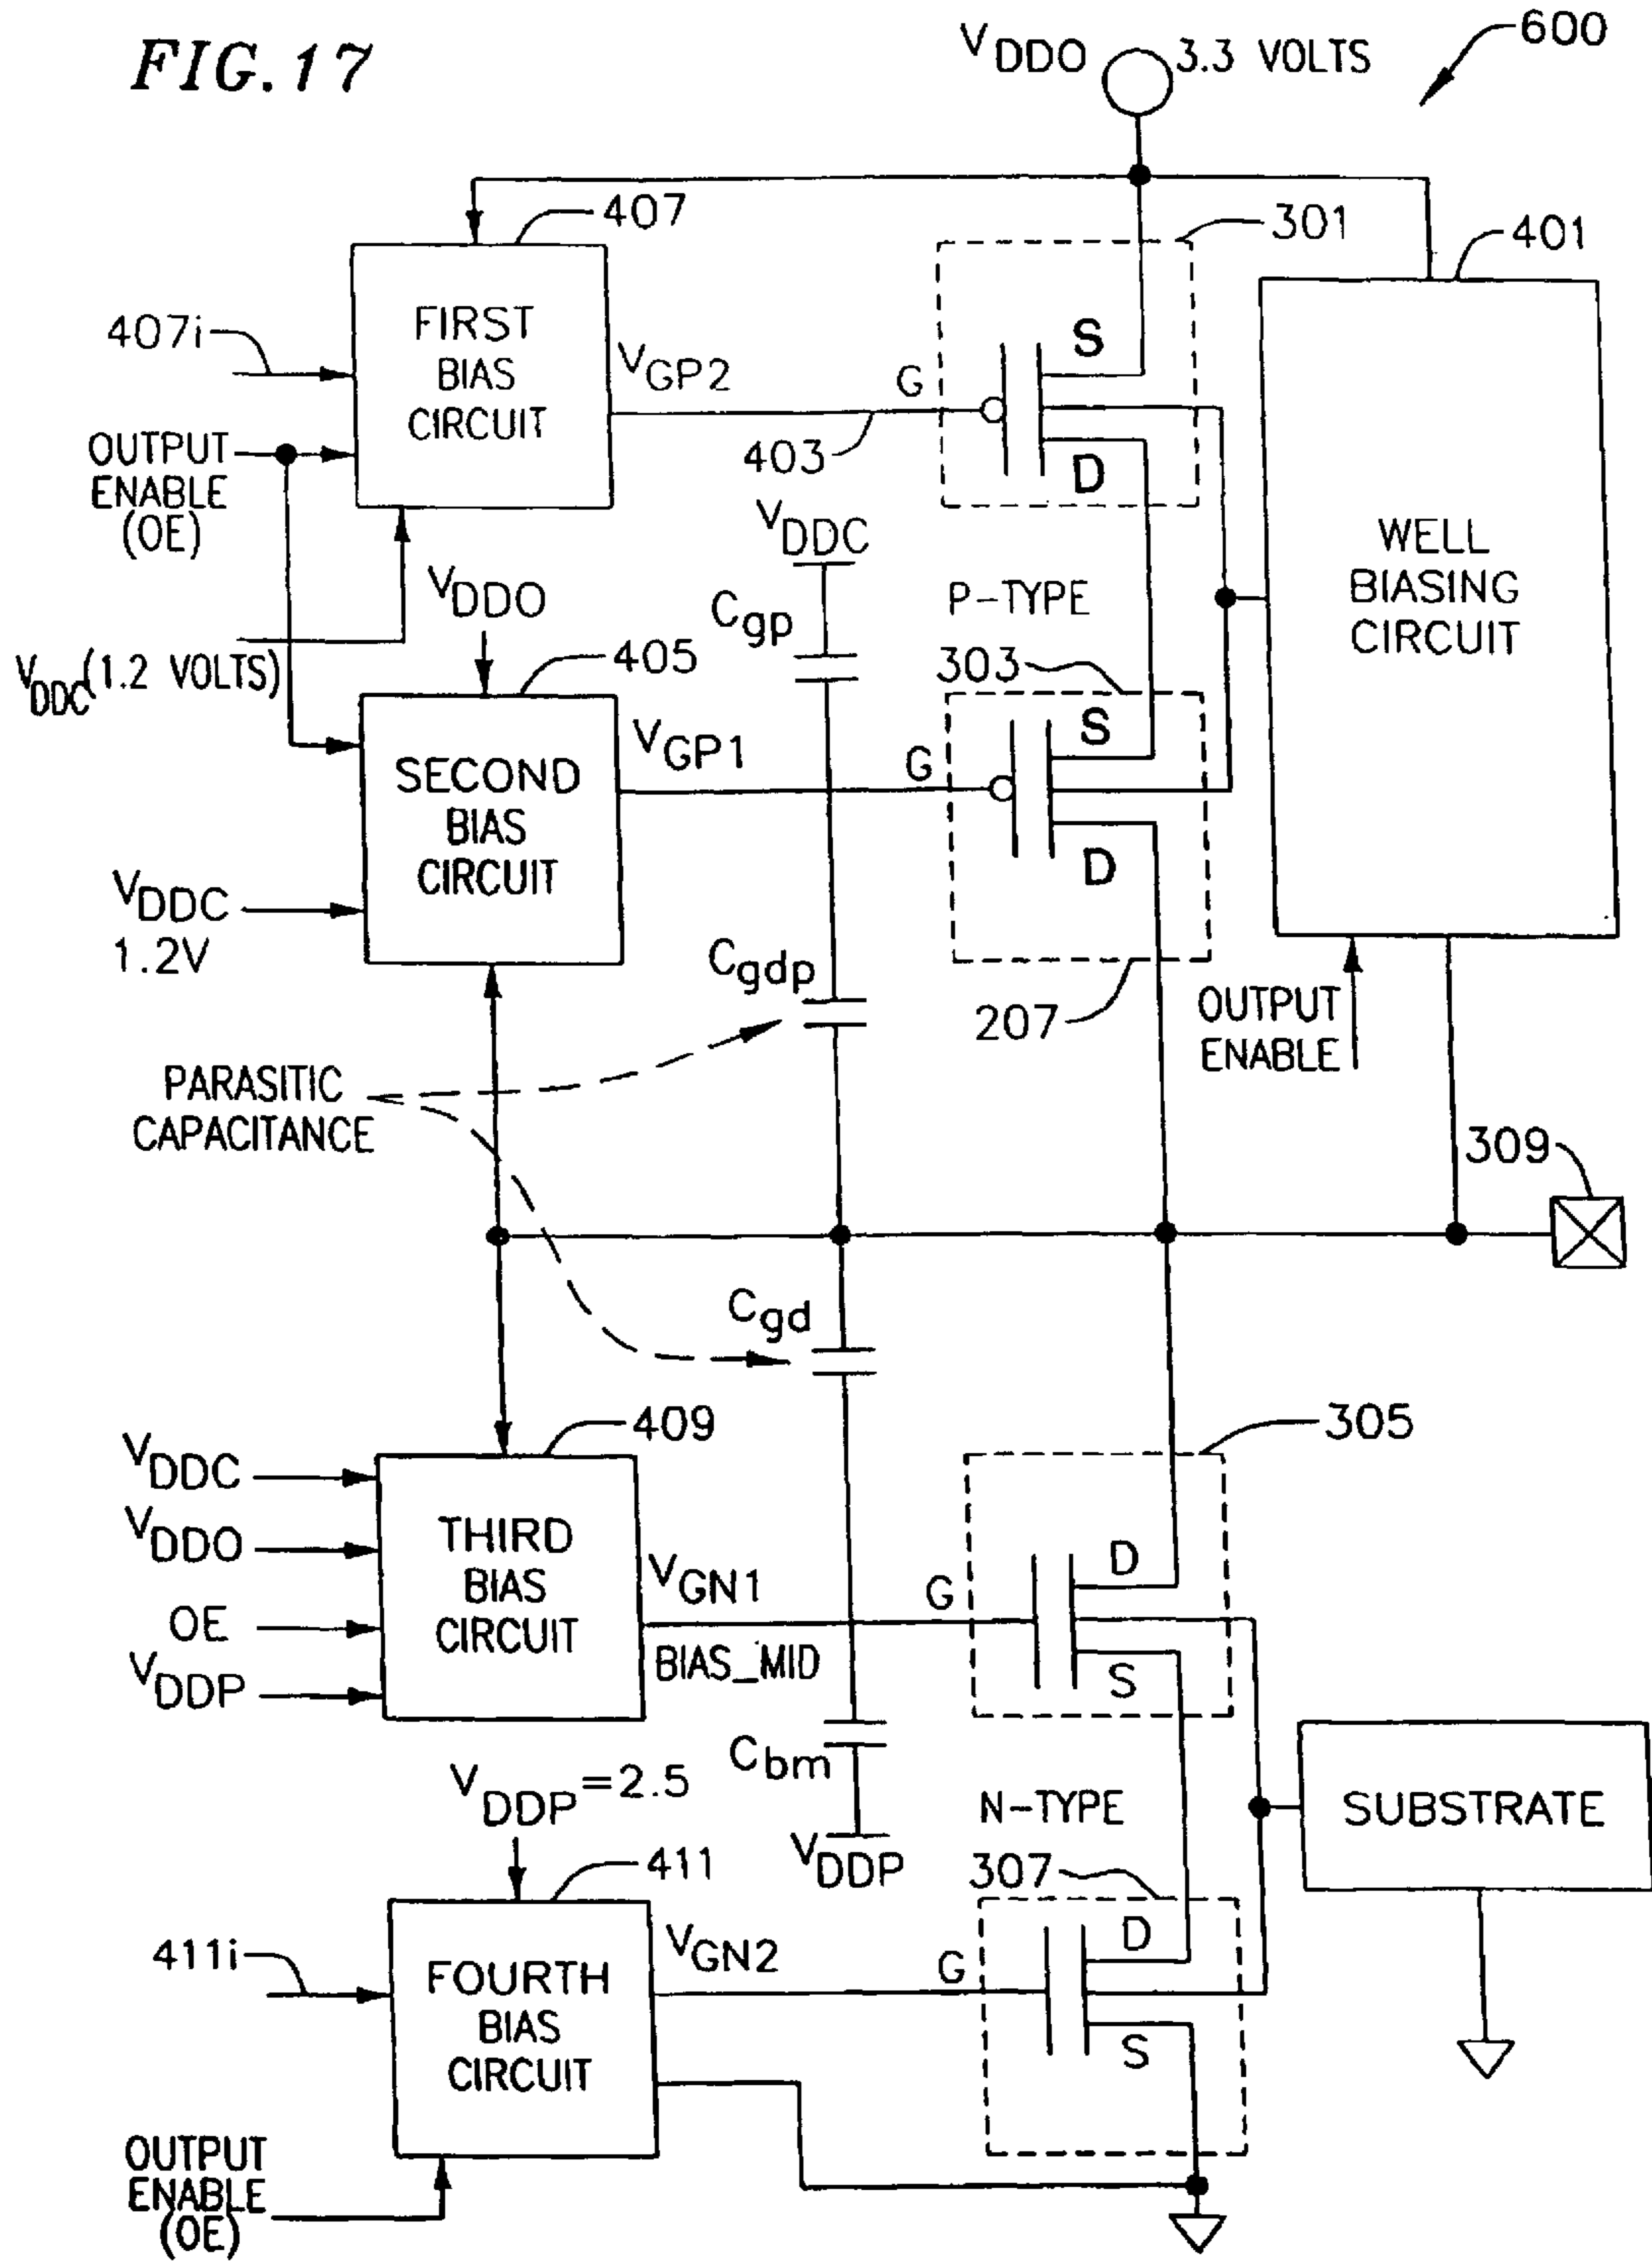 FIG.17
VDDO 3.3 VOLTS
600
407
301
401
407i
FIRST
BIAS
CIRCUIT
VGP2
G
S
D
403
OUTPUT
ENABLE
(OE)
VDDC(1.2 VOLTS)
VDDC
Cgp
P-TYPE
WELL
BIASING
CIRCUIT
VDDO
405
303
SECOND
BIAS
CIRCUIT
VGP1
G
S
D
VDDC
1.2V
Cgdp
207
OUTPUT
ENABLE
PARASITIC
CAPACITANCE
309
Cgd
409
305
VDDC
VDDO
OE
VDDP
THIRD
BIAS
CIRCUIT
VGN1
BIAS_MID
G
D
S
Cbm
VDDP
N-TYPE
SUBSTRATE
VDDP=2.5
411
307
411i
FOURTH
BIAS
CIRCUIT
VGN2
G
D
S
OUTPUT
ENABLE
(OE)